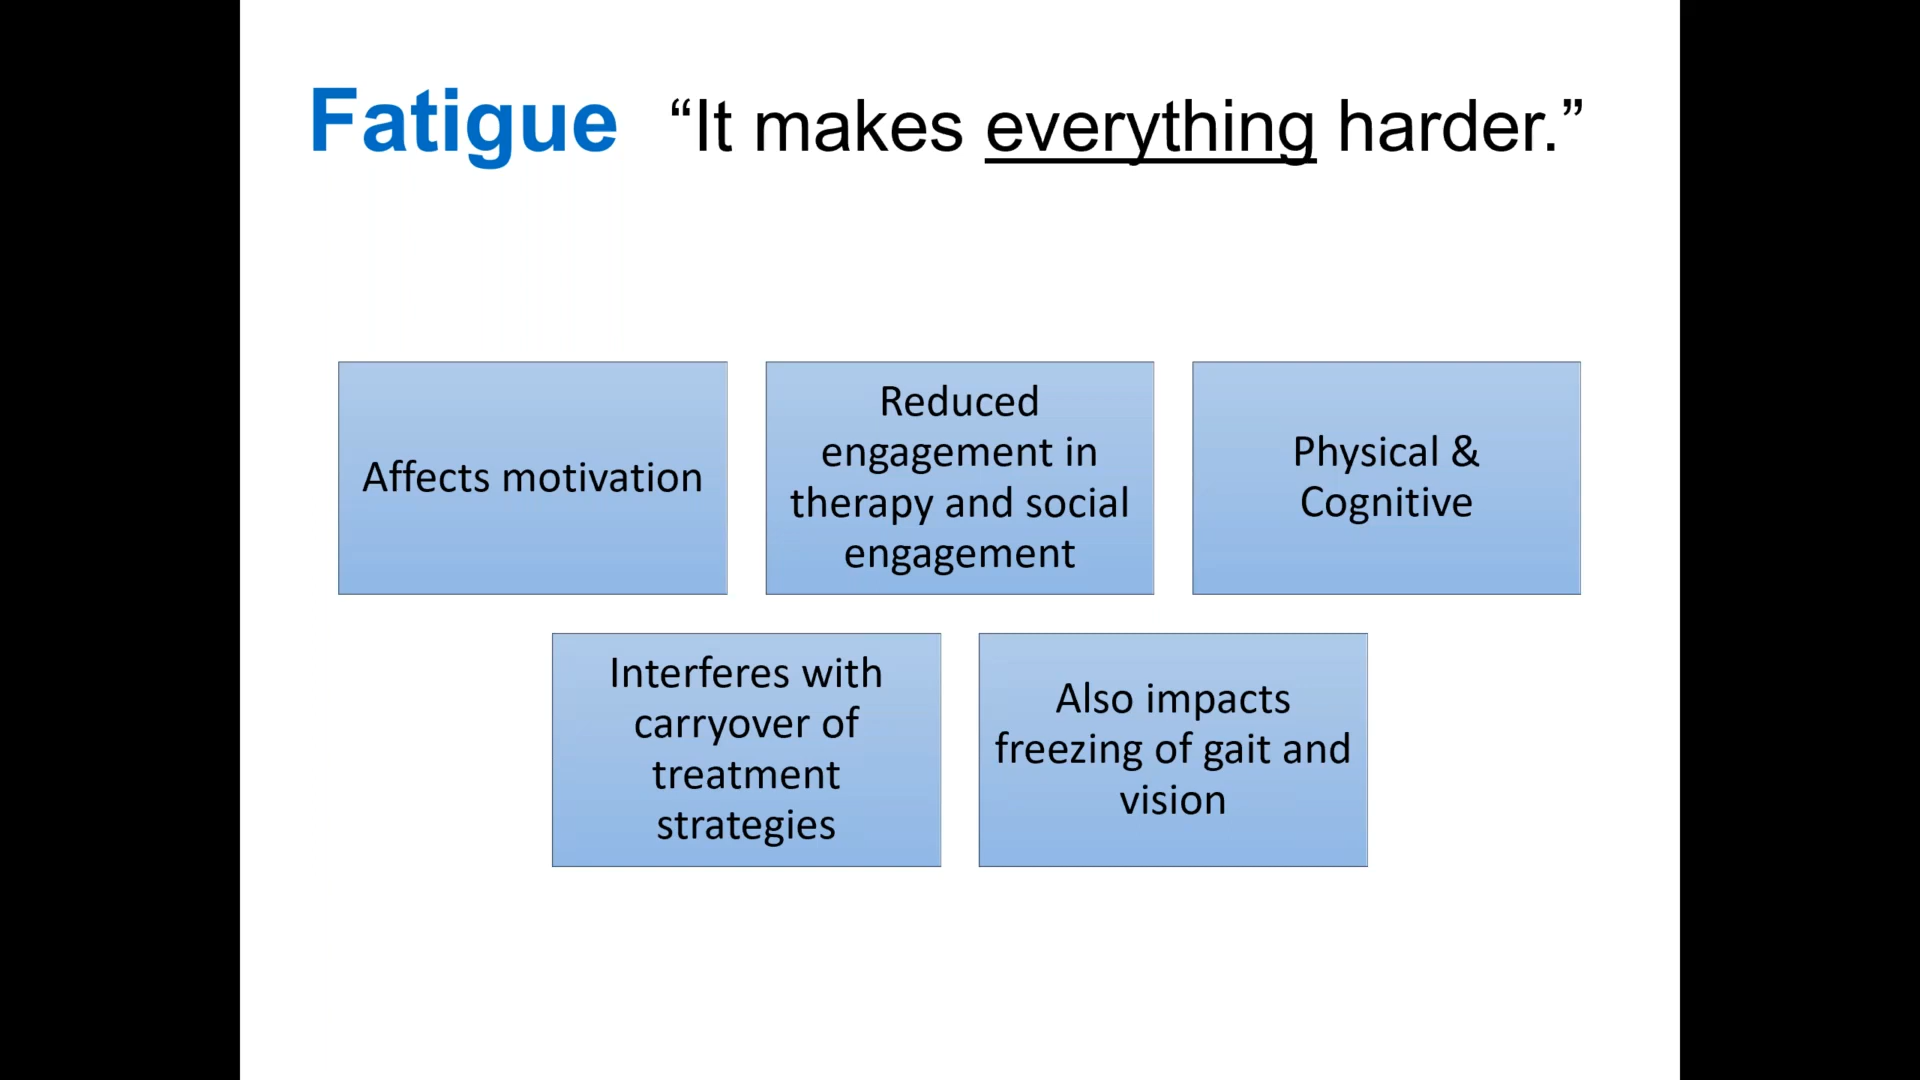 Fatigue “It makes everything harder.”
Affects motivation
Reduced
engagement in
therapy and social
engagement
Physical &
Cognitive
Interferes with
carryover of
treatment
strategies
Also impacts
freezing of gait and
vision